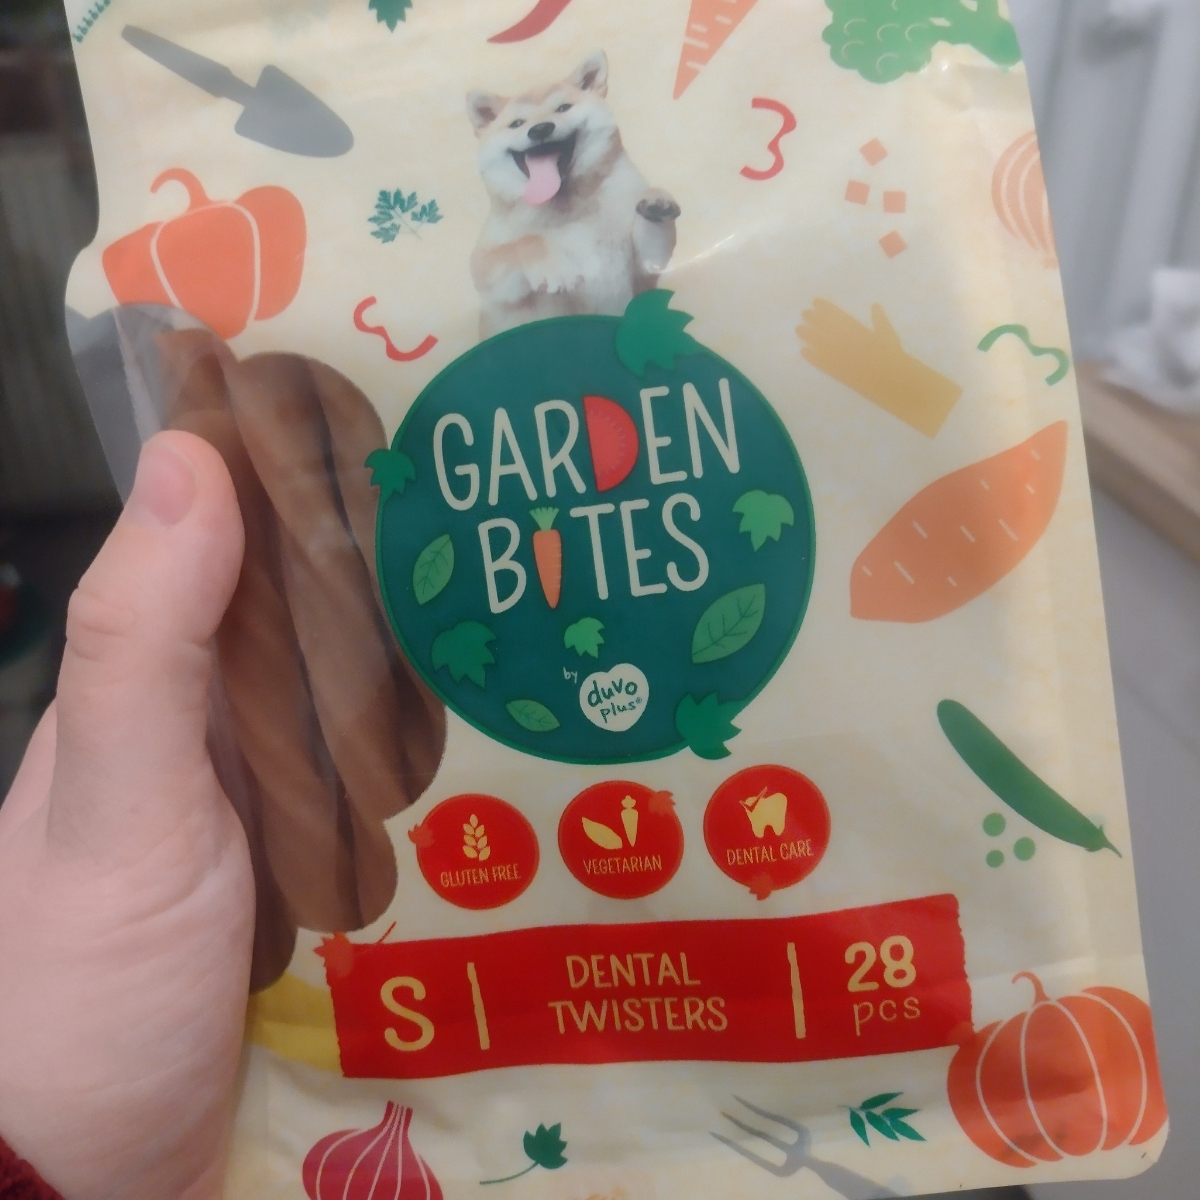 GARDEN
BITES
by duvo
plus®
GLUTEN FREE
VEGETARIAN
DENTAL CARE
S
DENTAL
TWISTERS
28
pcs